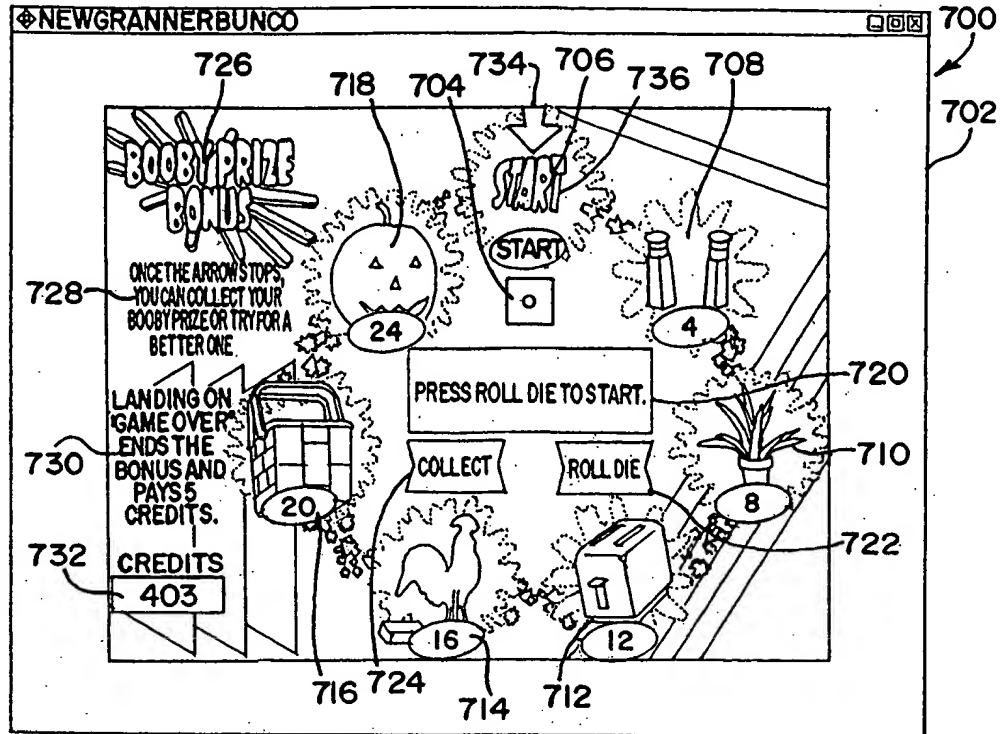 NEWGRANNERBUNCO
700
726
718
734
706
704
736
708
702
BOOBY PRIZE
BONUS
START
START
728
ONCE THE ARROW STOPS,
YOU CAN COLLECT YOUR
BOOBY PRIZE OR TRY FOR A
BETTER ONE
24
4
PRESS ROLL DIE TO START.
720
LANDING ON
"GAME OVER"
ENDS THE
BONUS AND
PAYS 5
CREDITS.
730
COLLECT
ROLL DIE
710
20
8
722
732
CREDITS
403
16
12
716
724
714
712